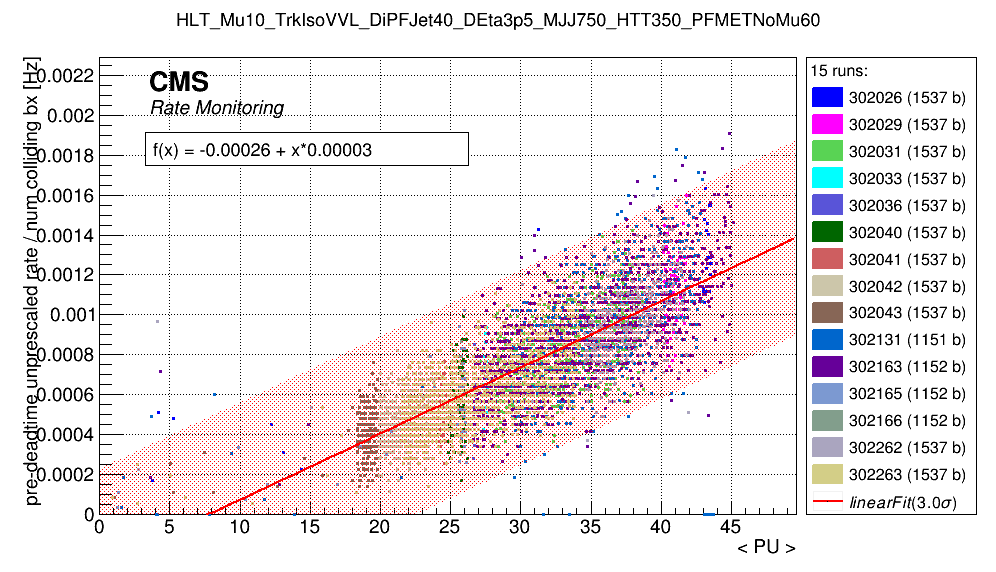 HLT_Mu10_TrkIsoVVL_DiPFJet40_DEta3p5_MJJ750_HTT350_PFMETNoMu60
pre-deadtime unprescaled rate / num colliding bx [Hz]
0.0022
0.002
0.0018
0.0016
0.0014
0.0012
0.001
0.0008
0.0006
0.0004
0.0002
0
CMS
Rate Monitoring
f(x) = -0.00026 + x*0.00003
0 5 10 15 20 25 30 35 40 45
< PU >
15 runs:
302026 (1537 b)
302029 (1537 b)
302031 (1537 b)
302033 (1537 b)
302036 (1537 b)
302040 (1537 b)
302041 (1537 b)
302042 (1537 b)
302043 (1537 b)
302131 (1151 b)
302163 (1152 b)
302165 (1152 b)
302166 (1152 b)
302262 (1537 b)
302263 (1537 b)
linearFit(3.0σ)